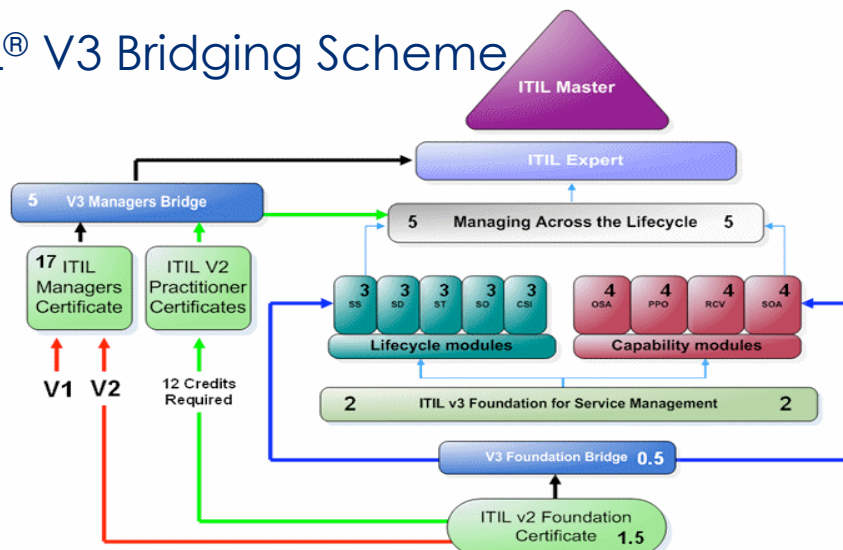 ® V3 Bridging Scheme
ITIL Master
ITIL Expert
5 V3 Managers Bridge
5 Managing Across the Lifecycle 5
17 ITIL
Managers
Certificate
ITIL V2
Practitioner
Certificates
3 3 3 3 3
SS SD ST SO CSI
Lifecycle modules
4 4 4 4
OSA PPO RCV SOA
Capability modules
V1 V2
12 Credits
Required
2 ITIL v3 Foundation for Service Management 2
V3 Foundation Bridge 0.5
ITIL v2 Foundation
Certificate 1.5